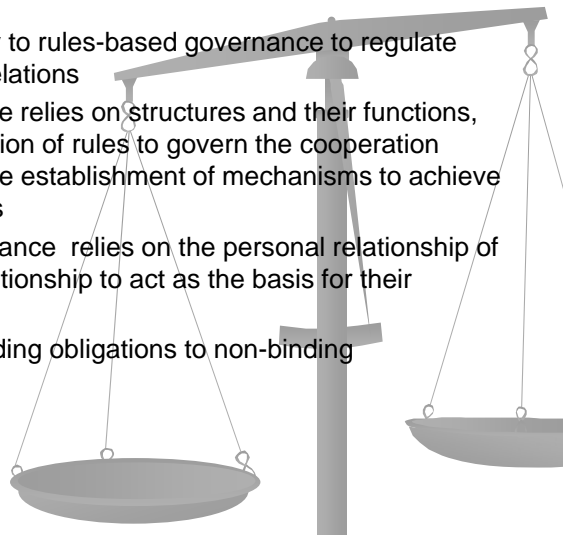 to rules-based governance to regulate
elations
e relies on structures and their functions,
ion of rules to govern the cooperation
e establishment of mechanisms to achieve
s
ance relies on the personal relationship of
tionship to act as the basis for their
ding obligations to non-binding